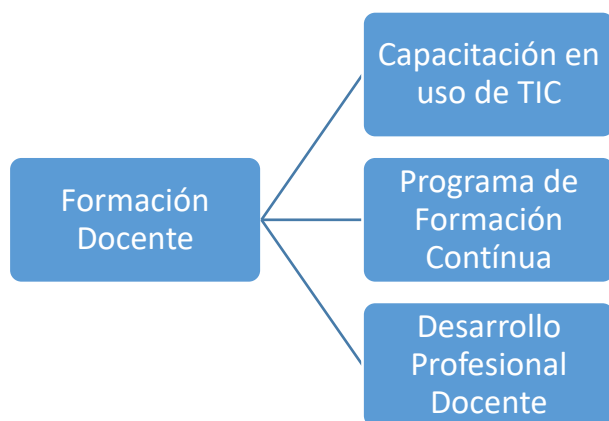 Formación
Docente
Capacitación en
uso de TIC
Programa de
Formación
Contínua
Desarrollo
Profesional
Docente